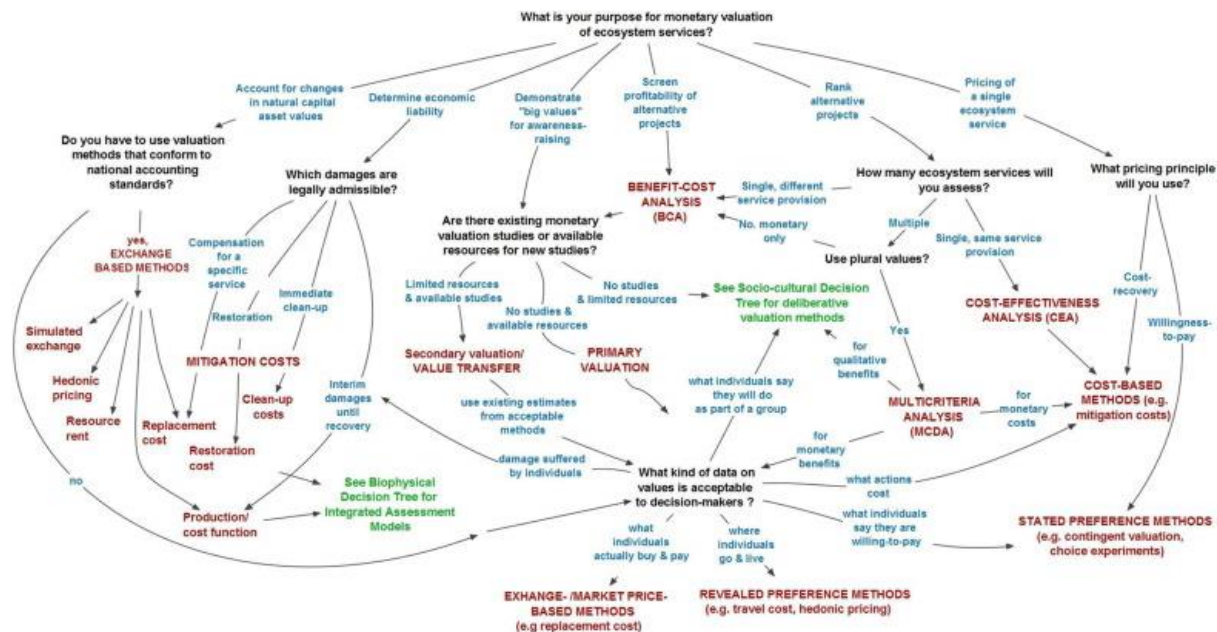 What is your purpose for monetary valuation
of ecosystem services?
Account for changes
in natural capital
asset values
Determine economic
liability
Demonstrate
"big values"
for awareness-
raising
Screen
profitability of
alternative
projects
Rank
alternative
projects
Pricing of
a single
ecosystem
service
Do you have to use valuation
methods that conform to
national accounting
standards?
Which damages are
legally admissible?
BENEFIT-COST
ANALYSIS
(BCA)
Single, different
service provision
How many ecosystem services will
you assess?
What pricing principle
will you use?
yes,
EXCHANGE
BASED METHODS
Compensation
for a
specific
service
Are there existing monetary
valuation studies or available
resources for new studies?
No. monetary
only
Multiple
Single, same service
provision
Use plural values?
Immediate
clean-up
Restoration
Limited resources
& available studies
No studies
& limited resources
See Socio-cultural Decision
Tree for deliberative
valuation methods
COST-EFFECTIVENESS
ANALYSIS (CEA)
Cost-
recovery
No studies &
available resources
Yes
Willingness-
to-pay
Simulated
exchange
MITIGATION COSTS
Secondary valuation/
VALUE TRANSFER
PRIMARY
VALUATION
for
qualitative
benefits
Hedonic
pricing
Clean-up
costs
Interim
damages
until
recovery
what individuals say
they will do
as part of a group
MULTICRITERIA
ANALYSIS
(MCDA)
for
monetary
costs
COST-BASED
METHODS (e.g.
mitigation costs)
Resource
rent
Replacement
cost
use existing estimates
from acceptable
methods
Restoration
cost
for
monetary
benefits
damage suffered
by individuals
What kind of data on
values is acceptable
to decision-makers ?
what actions
cost
no
See Biophysical
Decision Tree for
Integrated Assessment
Models
Production/
cost function
what
individuals
actually buy & pay
where
individuals
go & live
what individuals
say they are
willing-to-pay
STATED PREFERENCE METHODS
(e.g. contingent valuation,
choice experiments)
EXHANGE- /MARKET PRICE-
BASED METHODS
(e.g replacement cost)
REVEALED PREFERENCE METHODS
(e.g. travel cost, hedonic pricing)